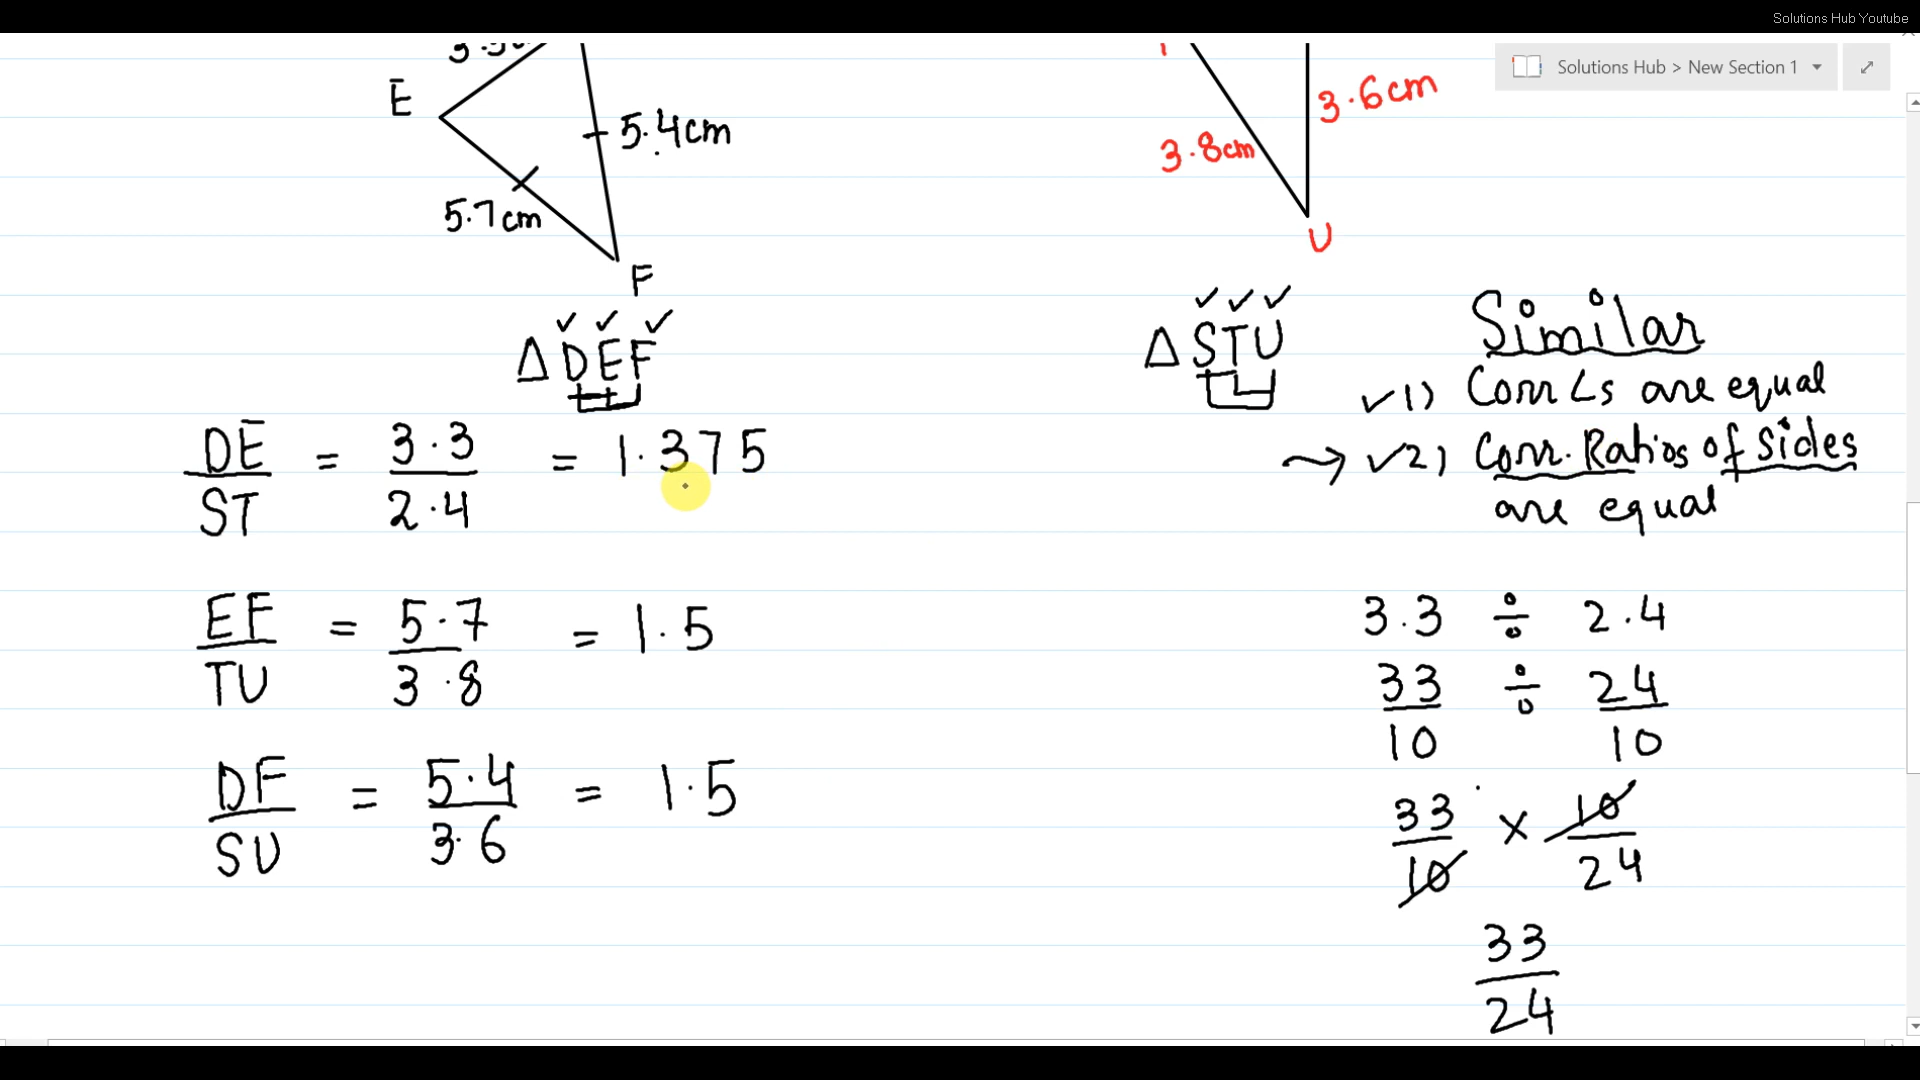 Solutions Hub Youtube
Solutions Hub > New Section 1
E
5.4cm
5.7cm
F
3.6cm
3.8cm
U
Δ DEF
Δ STU
Similar
1) Corr ∠s are equal
2) Corr. Ratios of sides
are equal
DE/ST = 3.3/2.4 = 1.375
EF/TU = 5.7/3.8 = 1.5
DF/SU = 5.4/3.6 = 1.5
3.3 ÷ 2.4
33/10 ÷ 24/10
33/10 × 10/24
33/24